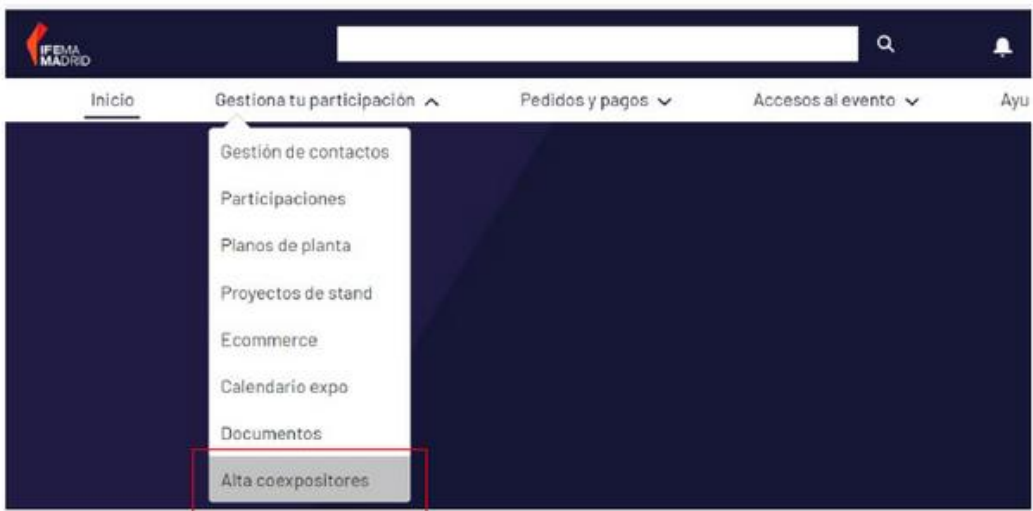 IFEMA
MADRID
Inicio Gestiona tu participación Pedidos y pagos Accesos al evento Ayu
Gestión de contactos
Participaciones
Planos de planta
Proyectos de stand
Ecommerce
Calendario expo
Documentos
Alta coexpositores